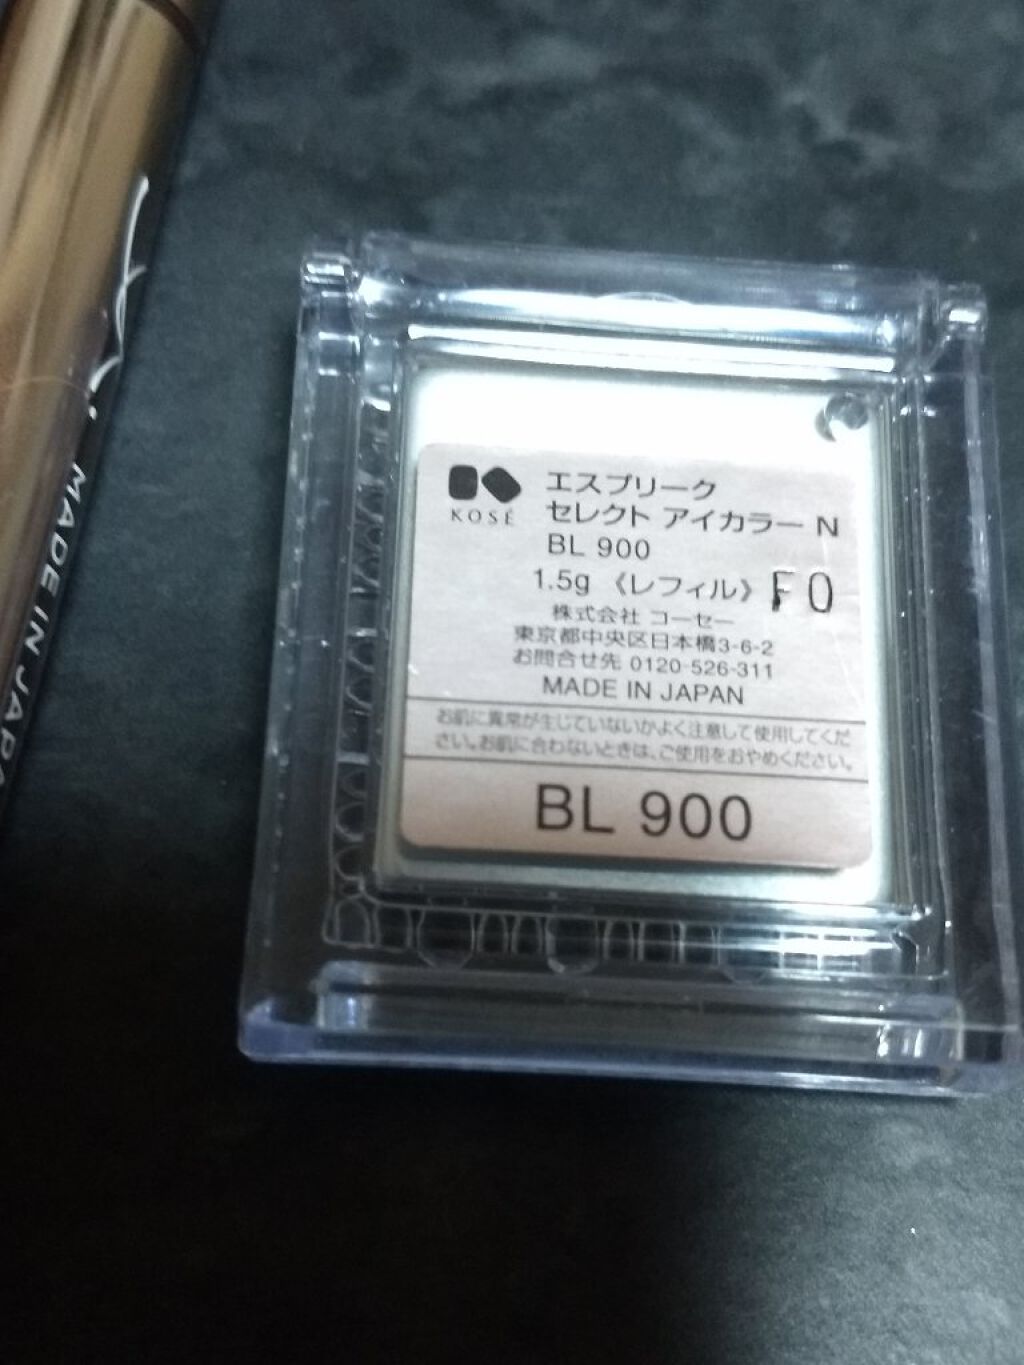 KOSÉ
エスプリーク
セレクト アイカラー N
BL 900
1.5g 《レフィル》 F0
株式会社 コーセー
東京都中央区日本橋3-6-2
お問合せ先 0120-526-311
MADE IN JAPAN
お肌に異常が生じていないかよく注意して使用してくだ
さい。お肌に合わないときは、ご使用をおやめください。
BL 900
MADE IN JAPA